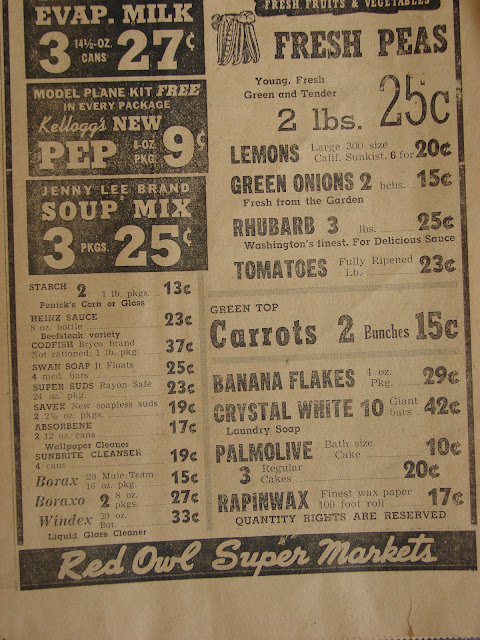 EVAP. MILK
3 14½-OZ. CANS 27¢
MODEL PLANE KIT FREE
IN EVERY PACKAGE
Kellogg's NEW
PEP 8-OZ. PKG. 9¢
JENNY LEE BRAND
SOUP MIX
3 PKGS. 25¢
STARCH 2 1 lb. pkgs. 13¢
Penick's Corn or Gloss
HEINZ SAUCE 23¢
8 oz. bottle
Beefsteak variety
CODFISH Bryco brand 37¢
Not rationed. 1 lb. pkg.
SWAN SOAP It Floats 25¢
4 med. bars
SUPER SUDS Rayon Safe 23¢
24 oz. pkg.
SAVEX New soapless suds 19¢
2 2½ oz. pkgs.
ABSORBENE 17¢
2 12 oz. cans
Wallpaper Cleaner
SUNBRITE CLEANSER 19¢
4 cans
Borax 20 Mule Team 15¢
16 oz. pkg.
Boraxo 2 8 oz. pkgs. 27¢
Windex 20 oz. Bot. 33¢
Liquid Glass Cleaner
FRESH FRUITS & VEGETABLES
FRESH PEAS
Young, Fresh
Green and Tender
2 lbs. 25c
LEMONS Large 300 size
Calif. Sunkist. 6 for 20¢
GREEN ONIONS 2 bchs. 15¢
Fresh from the Garden
RHUBARB 3 lbs. 25¢
Washington's finest. For Delicious Sauce
TOMATOES Fully Ripened Lb. 23¢
GREEN TOP
Carrots 2 Bunches 15c
BANANA FLAKES 4 oz. Pkg. 29¢
CRYSTAL WHITE 10 Giant bars 42¢
Laundry Soap
PALMOLIVE Bath size Cake 10¢
3 Regular Cakes 20¢
RAPINWAX Finest wax paper
100 foot roll 17¢
QUANTITY RIGHTS ARE RESERVED
Red Owl Super Markets